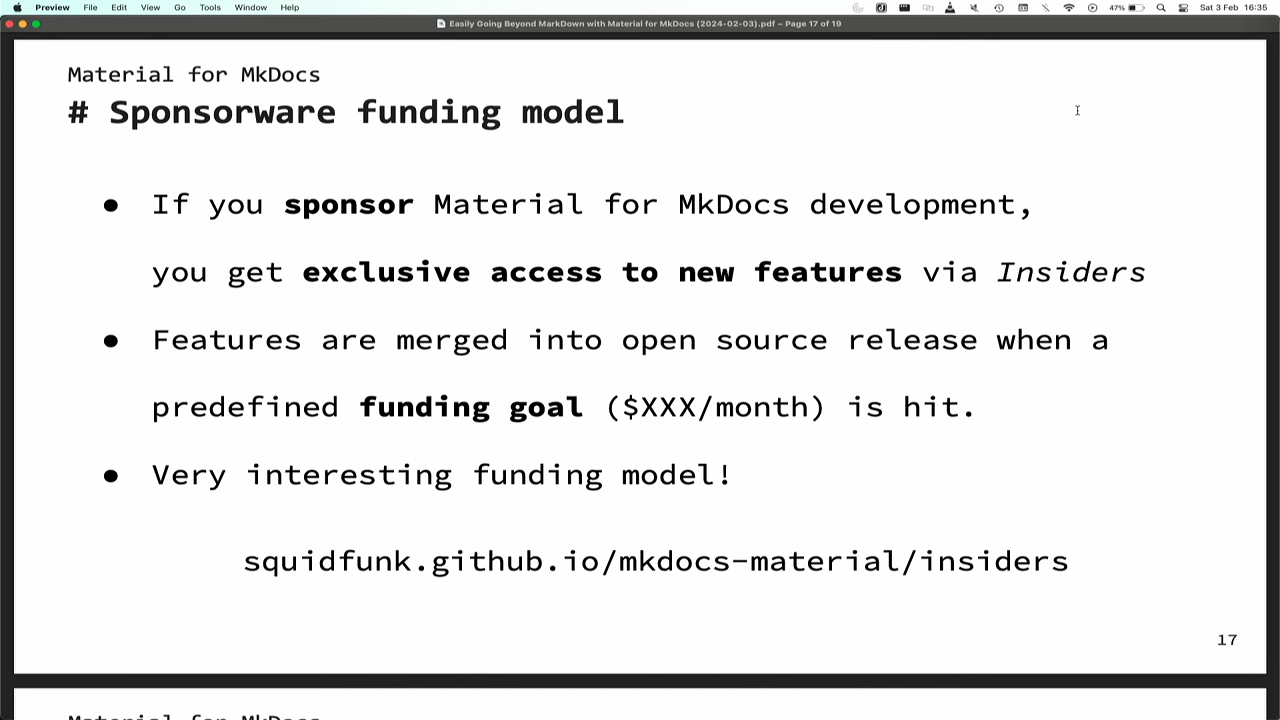 Preview File Edit View Go Tools Window Help 47% Sat 3 Feb 16:35
Easily Going Beyond MarkDown with Material for MkDocs (2024-02-03).pdf – Page 17 of 19
Material for MkDocs
# Sponsorware funding model
● If you sponsor Material for MkDocs development,
you get exclusive access to new features via Insiders
● Features are merged into open source release when a
predefined funding goal ($XXX/month) is hit.
● Very interesting funding model!
squidfunk.github.io/mkdocs-material/insiders
17
Material for MkDocs